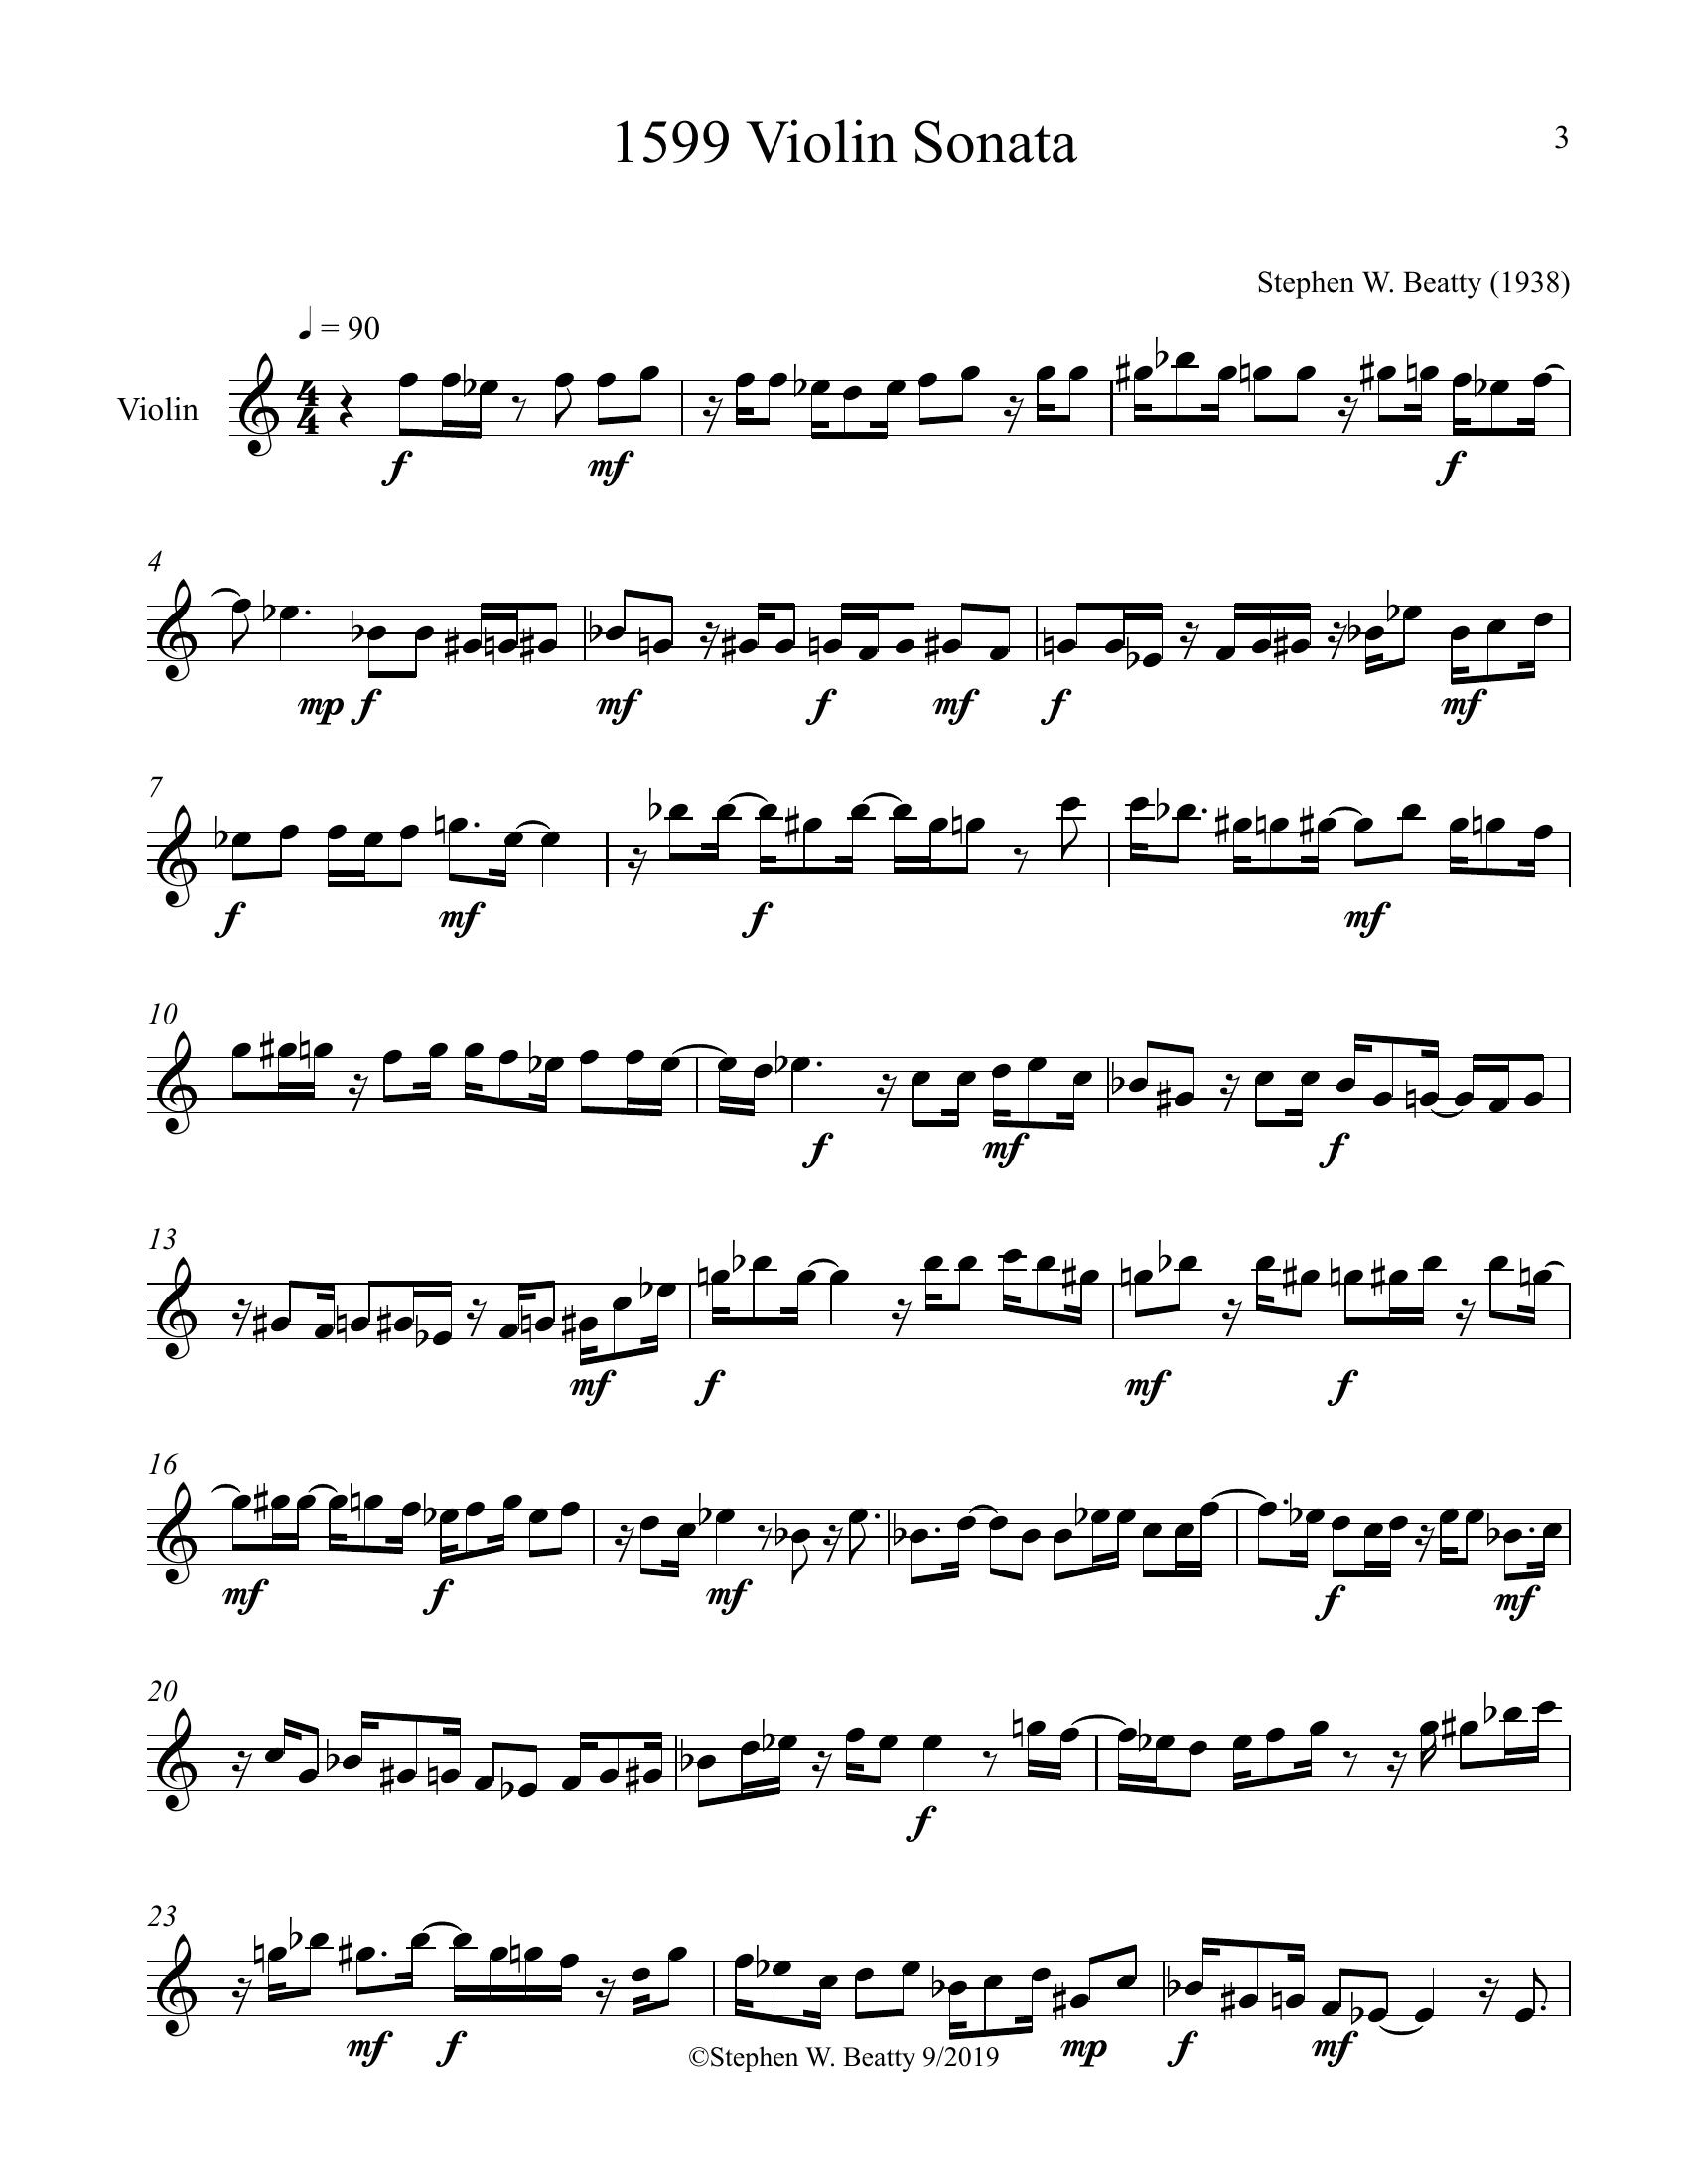 1599 Violin Sonata
3
Stephen W. Beatty (1938)
♩ = 90
Violin
4
4
f mf f
4
mp f mf f mf f mf
7
f mf f mf
10
f mf f
13
mf f mf f
16
mf f mf f mf
20
f
23
mf f mp f mf
©Stephen W. Beatty 9/2019